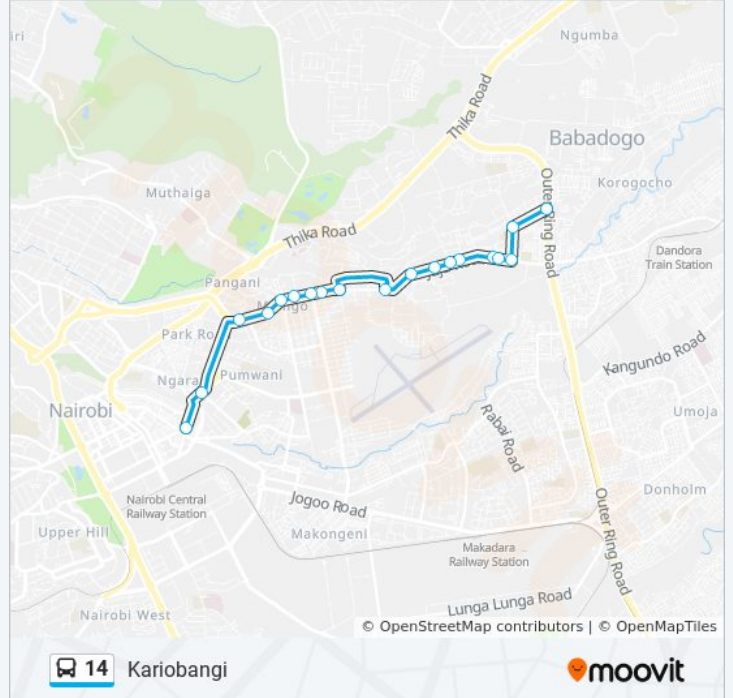 iri
Ngumba
Thika Road
Babadogo
Korogocho
Muthaiga
Outer Ring Road
Thika Road
Dandora
Train Station
Pangani
Park Ro
Kangundo Road
Ngara
Pumwani
Nairobi
Umoja
Rabai Road
Donholm
Nairobi Central
Railway Station
Jogoo Road
Outer Ring Road
Upper Hill
Makongeni
Makadara
Railway Station
Lunga Lunga Road
Nairobi West
© OpenStreetMap contributors | © OpenMapTiles
14 Kariobangi
moovit